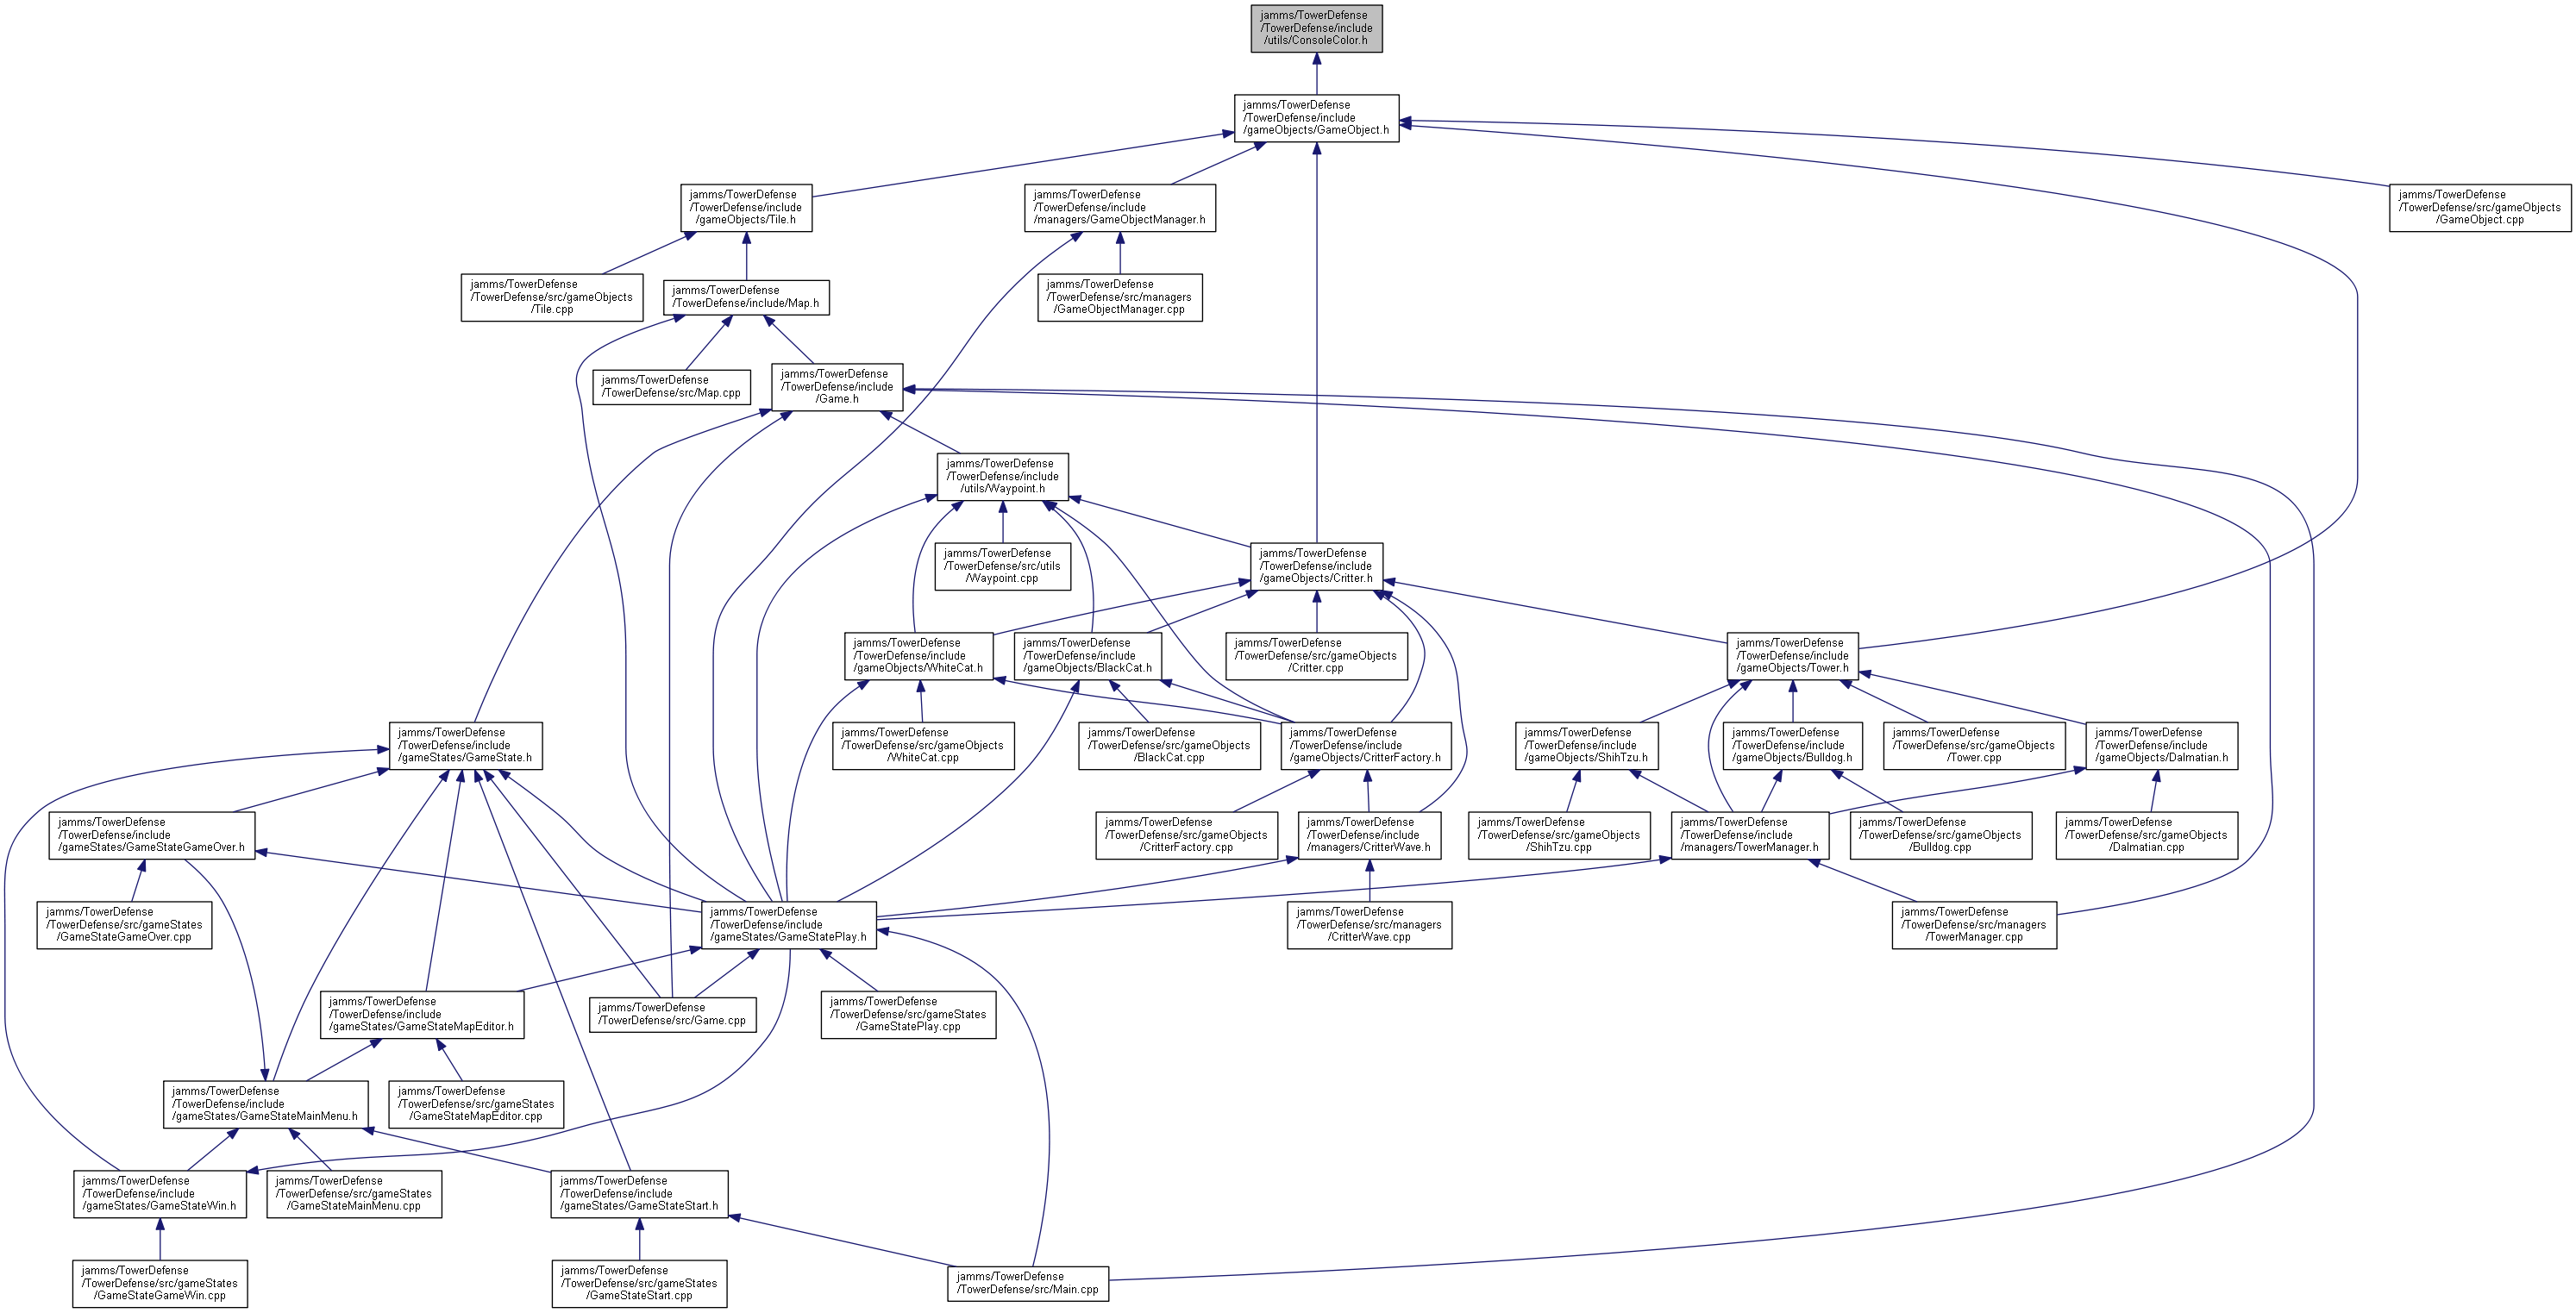 jamms/TowerDefense
/TowerDefense/include
/utils/ConsoleColor.h
jamms/TowerDefense
/TowerDefense/include
/gameObjects/GameObject.h
jamms/TowerDefense
/TowerDefense/include
/gameObjects/Tile.h
jamms/TowerDefense
/TowerDefense/include
/managers/GameObjectManager.h
jamms/TowerDefense
/TowerDefense/src/gameObjects
/GameObject.cpp
jamms/TowerDefense
/TowerDefense/src/gameObjects
/Tile.cpp
jamms/TowerDefense
/TowerDefense/include/Map.h
jamms/TowerDefense
/TowerDefense/src/managers
/GameObjectManager.cpp
jamms/TowerDefense
/TowerDefense/src/Map.cpp
jamms/TowerDefense
/TowerDefense/include
/Game.h
jamms/TowerDefense
/TowerDefense/include
/utils/Waypoint.h
jamms/TowerDefense
/TowerDefense/src/utils
/Waypoint.cpp
jamms/TowerDefense
/TowerDefense/include
/gameObjects/Critter.h
jamms/TowerDefense
/TowerDefense/include
/gameObjects/WhiteCat.h
jamms/TowerDefense
/TowerDefense/include
/gameObjects/BlackCat.h
jamms/TowerDefense
/TowerDefense/src/gameObjects
/Critter.cpp
jamms/TowerDefense
/TowerDefense/include
/gameObjects/Tower.h
jamms/TowerDefense
/TowerDefense/include
/gameStates/GameState.h
jamms/TowerDefense
/TowerDefense/src/gameObjects
/WhiteCat.cpp
jamms/TowerDefense
/TowerDefense/src/gameObjects
/BlackCat.cpp
jamms/TowerDefense
/TowerDefense/include
/gameObjects/CritterFactory.h
jamms/TowerDefense
/TowerDefense/include
/gameObjects/ShihTzu.h
jamms/TowerDefense
/TowerDefense/include
/gameObjects/Bulldog.h
jamms/TowerDefense
/TowerDefense/src/gameObjects
/Tower.cpp
jamms/TowerDefense
/TowerDefense/include
/gameObjects/Dalmatian.h
jamms/TowerDefense
/TowerDefense/include
/gameStates/GameStateGameOver.h
jamms/TowerDefense
/TowerDefense/src/gameObjects
/CritterFactory.cpp
jamms/TowerDefense
/TowerDefense/include
/managers/CritterWave.h
jamms/TowerDefense
/TowerDefense/src/gameObjects
/ShihTzu.cpp
jamms/TowerDefense
/TowerDefense/include
/managers/TowerManager.h
jamms/TowerDefense
/TowerDefense/src/gameObjects
/Bulldog.cpp
jamms/TowerDefense
/TowerDefense/src/gameObjects
/Dalmatian.cpp
jamms/TowerDefense
/TowerDefense/src/gameStates
/GameStateGameOver.cpp
jamms/TowerDefense
/TowerDefense/include
/gameStates/GameStatePlay.h
jamms/TowerDefense
/TowerDefense/src/managers
/CritterWave.cpp
jamms/TowerDefense
/TowerDefense/src/managers
/TowerManager.cpp
jamms/TowerDefense
/TowerDefense/include
/gameStates/GameStateMapEditor.h
jamms/TowerDefense
/TowerDefense/src/Game.cpp
jamms/TowerDefense
/TowerDefense/src/gameStates
/GameStatePlay.cpp
jamms/TowerDefense
/TowerDefense/include
/gameStates/GameStateMainMenu.h
jamms/TowerDefense
/TowerDefense/src/gameStates
/GameStateMapEditor.cpp
jamms/TowerDefense
/TowerDefense/include
/gameStates/GameStateWin.h
jamms/TowerDefense
/TowerDefense/src/gameStates
/GameStateMainMenu.cpp
jamms/TowerDefense
/TowerDefense/include
/gameStates/GameStateStart.h
jamms/TowerDefense
/TowerDefense/src/gameStates
/GameStateGameWin.cpp
jamms/TowerDefense
/TowerDefense/src/gameStates
/GameStateStart.cpp
jamms/TowerDefense
/TowerDefense/src/Main.cpp